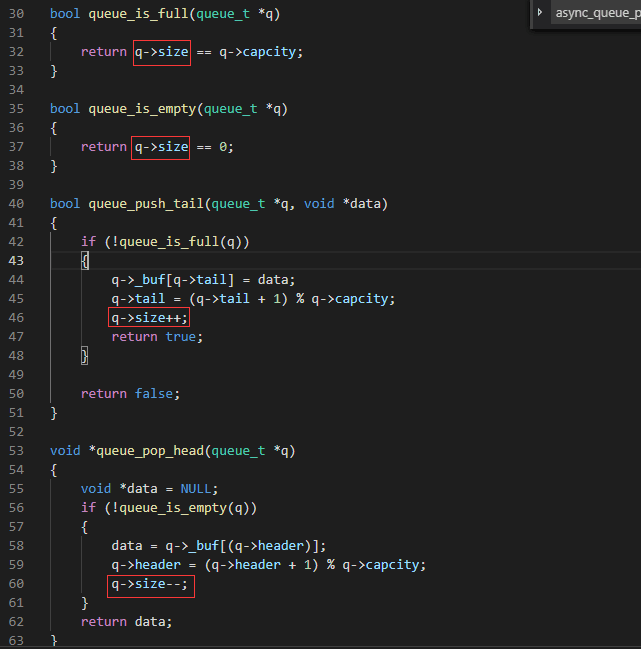 async_queue_p
30 bool queue_is_full(queue_t *q)
31 {
32     return q->size == q->capcity;
33 }
34
35 bool queue_is_empty(queue_t *q)
36 {
37     return q->size == 0;
38 }
39
40 bool queue_push_tail(queue_t *q, void *data)
41 {
42     if (!queue_is_full(q))
43     {
44         q->_buf[q->tail] = data;
45         q->tail = (q->tail + 1) % q->capcity;
46         q->size++;
47         return true;
48     }
49
50     return false;
51 }
52
53 void *queue_pop_head(queue_t *q)
54 {
55     void *data = NULL;
56     if (!queue_is_empty(q))
57     {
58         data = q->_buf[(q->header)];
59         q->header = (q->header + 1) % q->capcity;
60         q->size--;
61     }
62     return data;
63 }